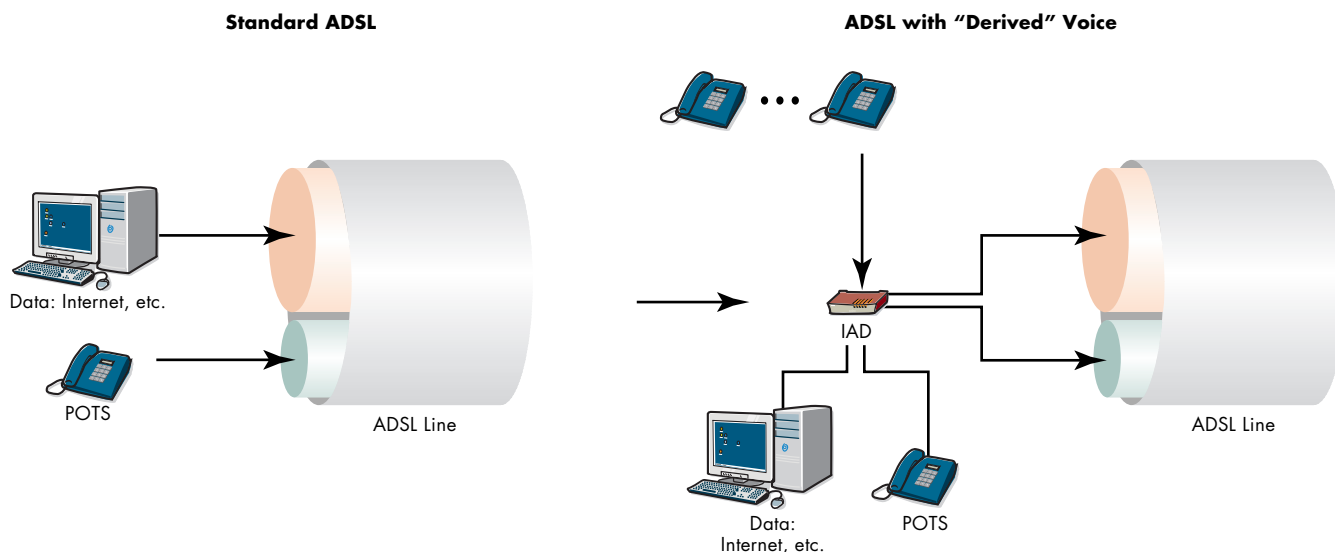 Standard ADSL
Data: Internet, etc.
POTS
ADSL Line
ADSL with “Derived” Voice
IAD
Data:
Internet, etc.
POTS
ADSL Line